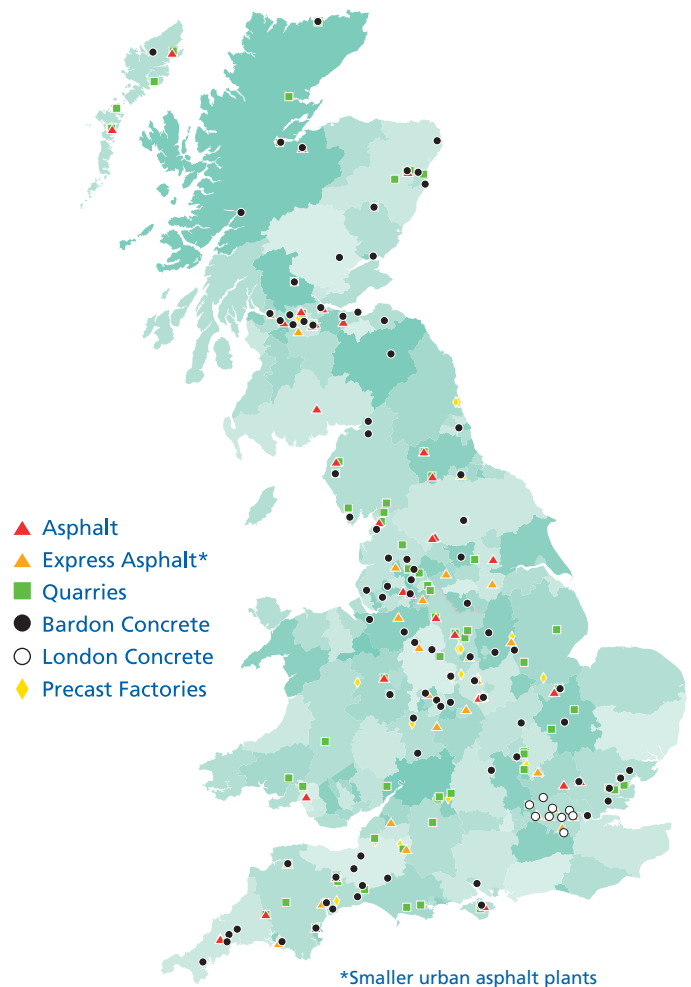 Asphalt
Express Asphalt*
Quarries
Bardon Concrete
London Concrete
Precast Factories
*Smaller urban asphalt plants